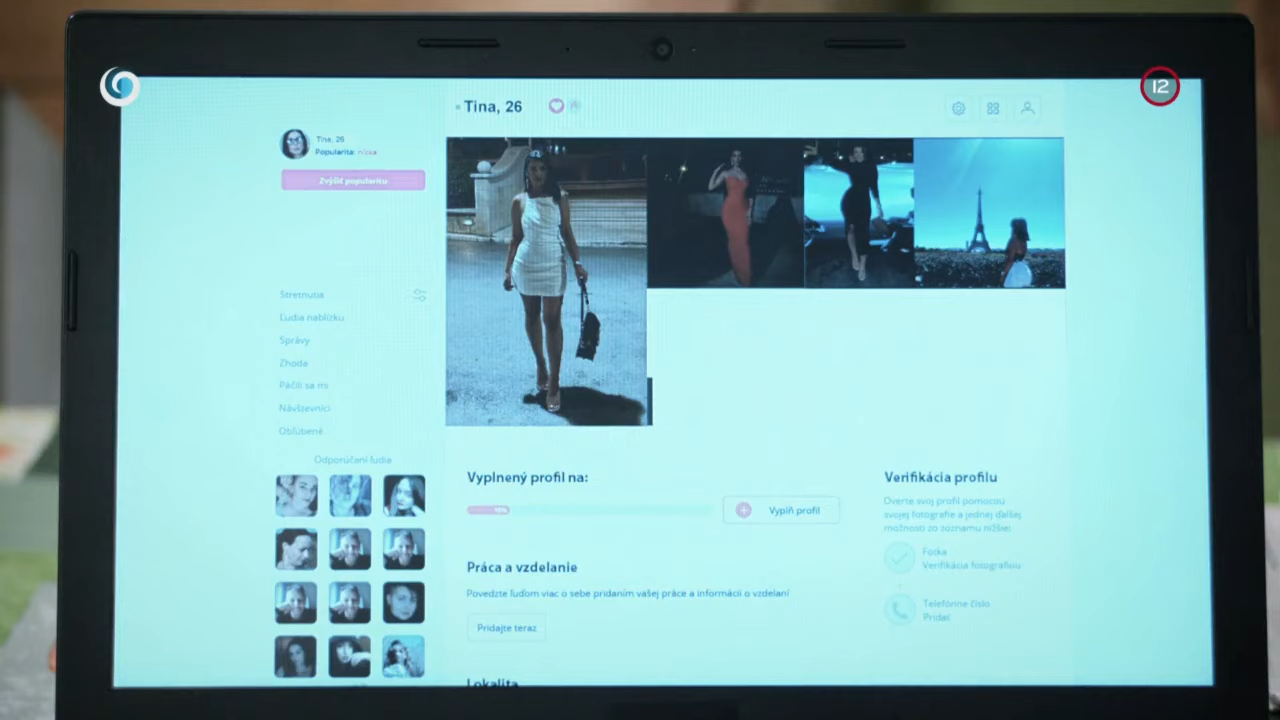 12
Tina, 26
Tina, 26
Popularita: nízka
Zvýšiť popularitu
Stretnutia
Ľudia nablízku
Správy
Zhoda
Páčili sa mi
Návštevníci
Obľúbené
Odporúčaní ľudia
Vyplnený profil na:
Vyplň profil
Práca a vzdelanie
Povedzte ľuďom viac o sebe pridaním vašej práce a informácií o vzdelaní
Pridajte teraz
Lokalita
Verifikácia profilu
Overte svoj profil pomocou
svojej fotografie a jednej ďalšej
možnosti zo zoznamu nižšie:
Fotka
Verifikácia fotografiou
Telefónne číslo
Pridať